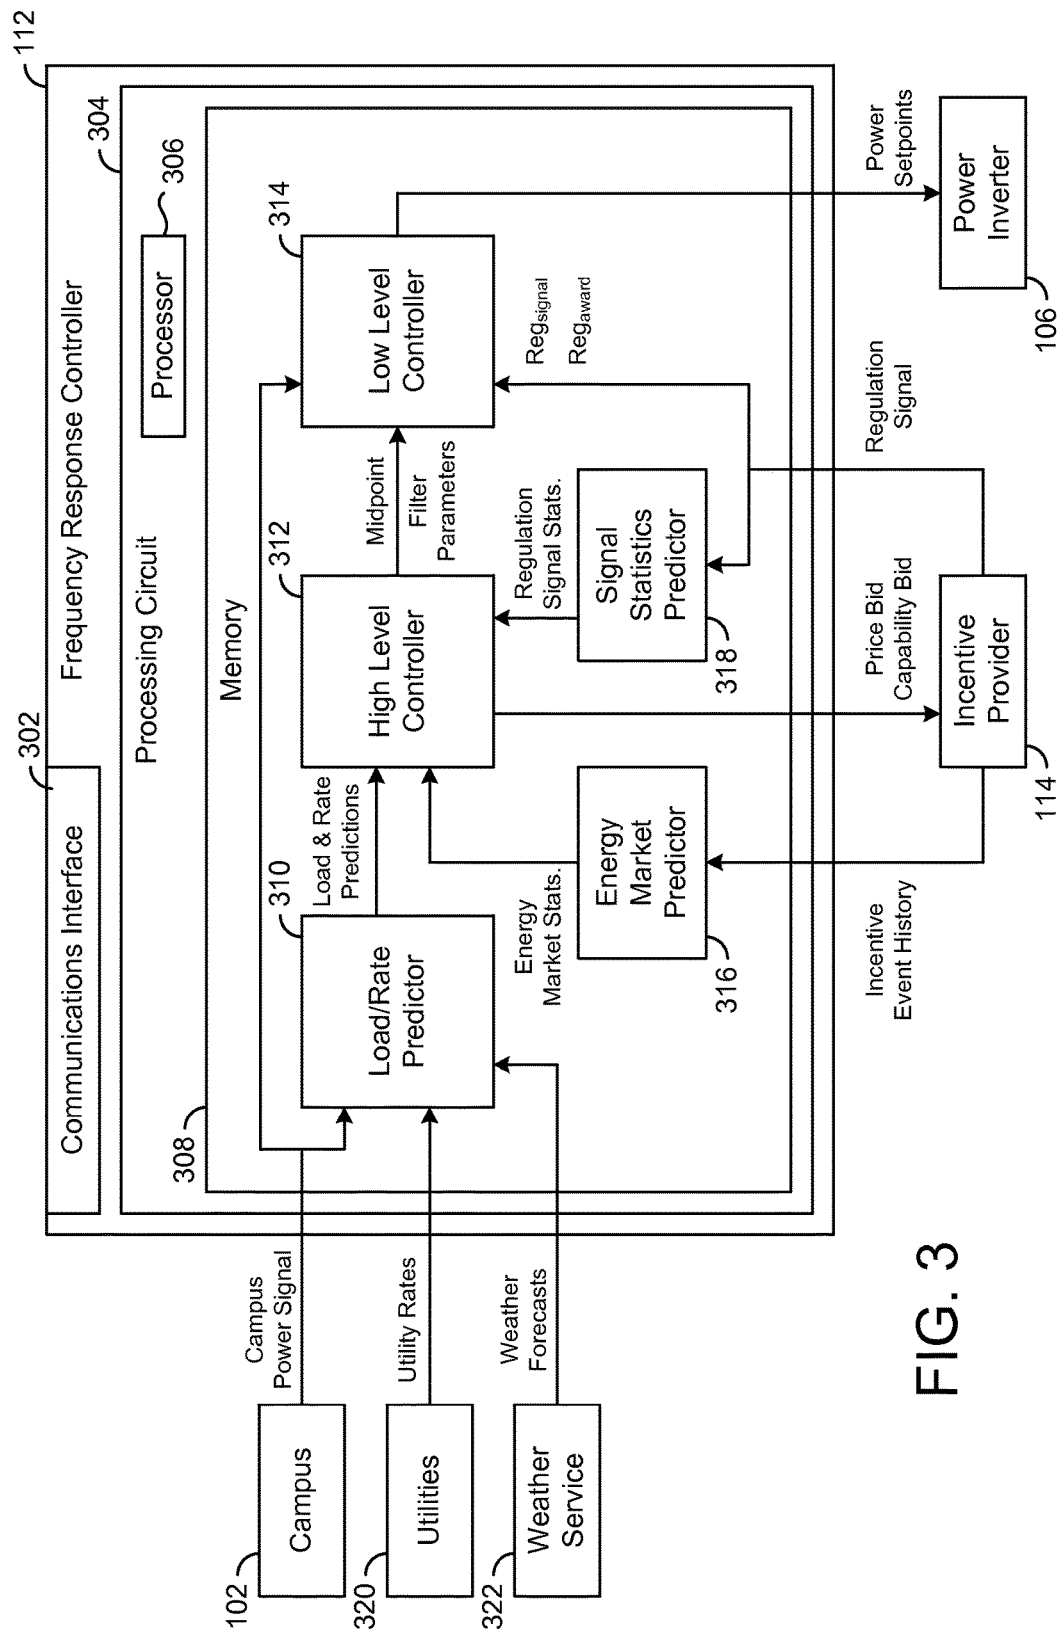 112
Frequency Response Controller
302
Communications Interface
304
Processing Circuit
306
Processor
308
Memory
Campus
Power Signal
102
Campus
Utility Rates
320
Utilities
Weather
Forecasts
322
Weather
Service
310
Load/Rate
Predictor
Load & Rate
Predictions
312
High Level
Controller
Midpoint
Filter
Parameters
314
Low Level
Controller
Energy
Market Stats.
Energy
Market
Predictor
316
Regulation
Signal Stats.
Signal
Statistics
Predictor
318
Regsignal
Regaward
Incentive
Event History
Price Bid
Capability Bid
Regulation
Signal
Power
Setpoints
Incentive
Provider
114
Power
Inverter
106
FIG. 3